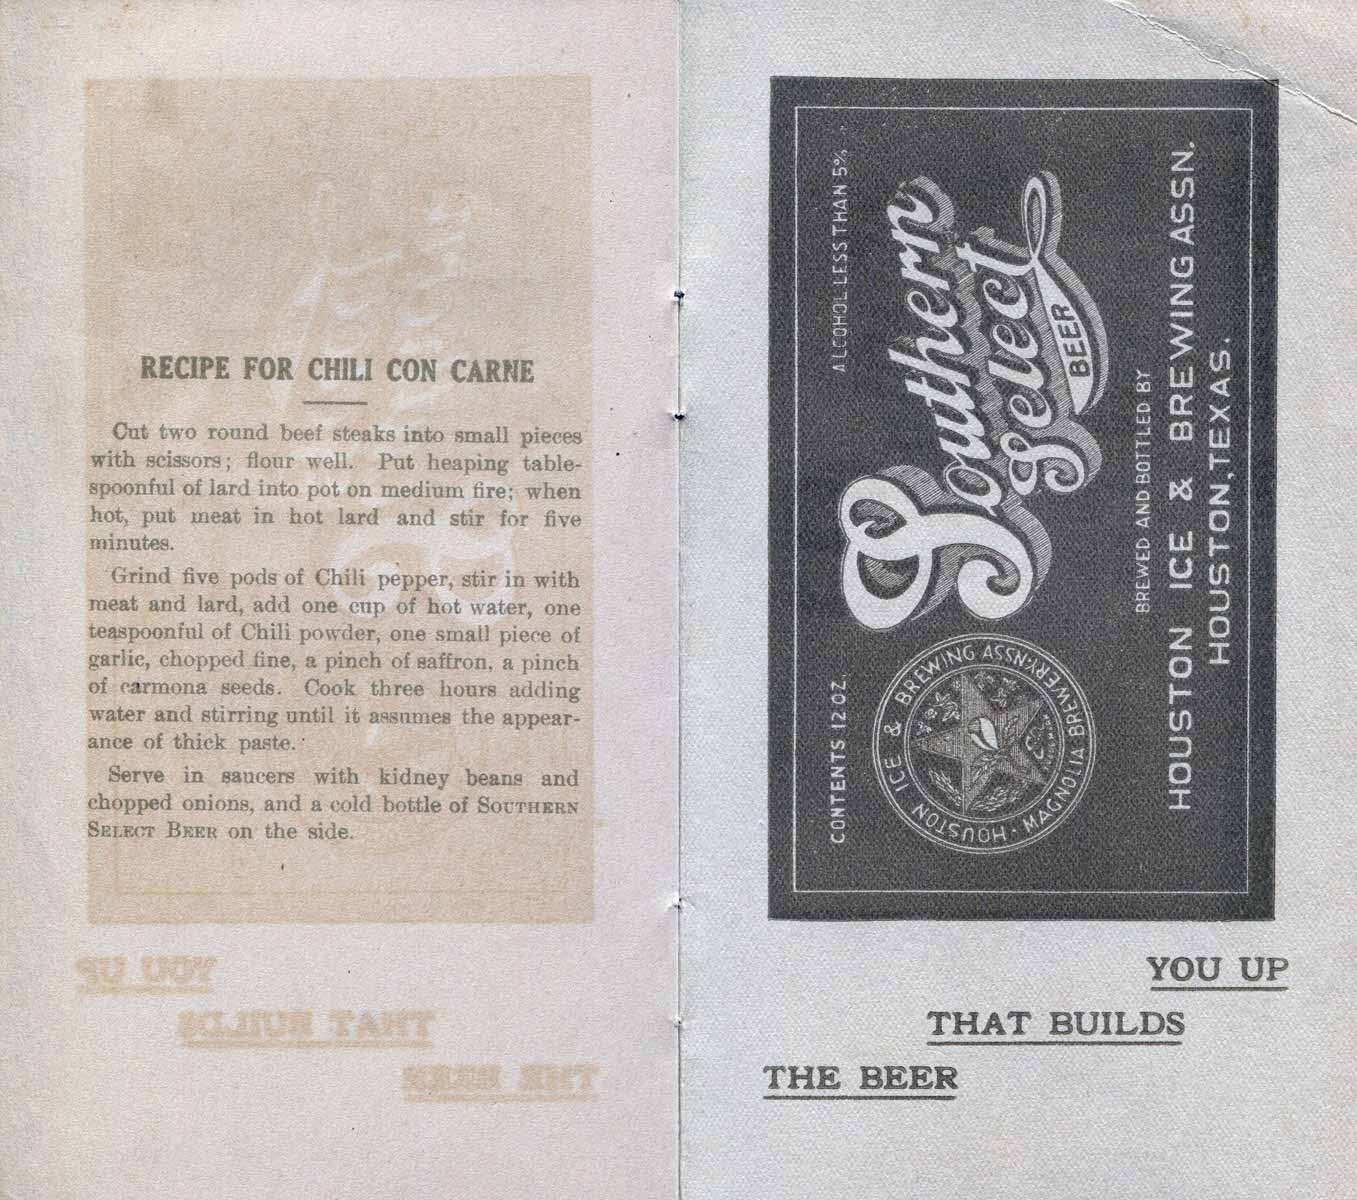 RECIPE FOR CHILI CON CARNE
Cut two round beef steaks into small pieces
with scissors; flour well. Put heaping table-
spoonful of lard into pot on medium fire; when
hot, put meat in hot lard and stir for five
minutes.
Grind five pods of Chili pepper, stir in with
meat and lard, add one cup of hot water, one
teaspoonful of Chili powder, one small piece of
garlic, chopped fine, a pinch of saffron, a pinch
of carmona seeds. Cook three hours adding
water and stirring until it assumes the appear-
ance of thick paste.
Serve in saucers with kidney beans and
chopped onions, and a cold bottle of SOUTHERN
SELECT BEER on the side.
YOU UP
THAT BUILDS
THE BEER
CONTENTS 12 OZ.
ALCOHOL LESS THAN 5%
Southern
Select
BEER
HOUSTON ICE & BREWING ASSN.
HOUSTON · MAGNOLIA BREWERY
BREWED AND BOTTLED BY
HOUSTON ICE & BREWING ASSN.
HOUSTON, TEXAS.
YOU UP
THAT BUILDS
THE BEER